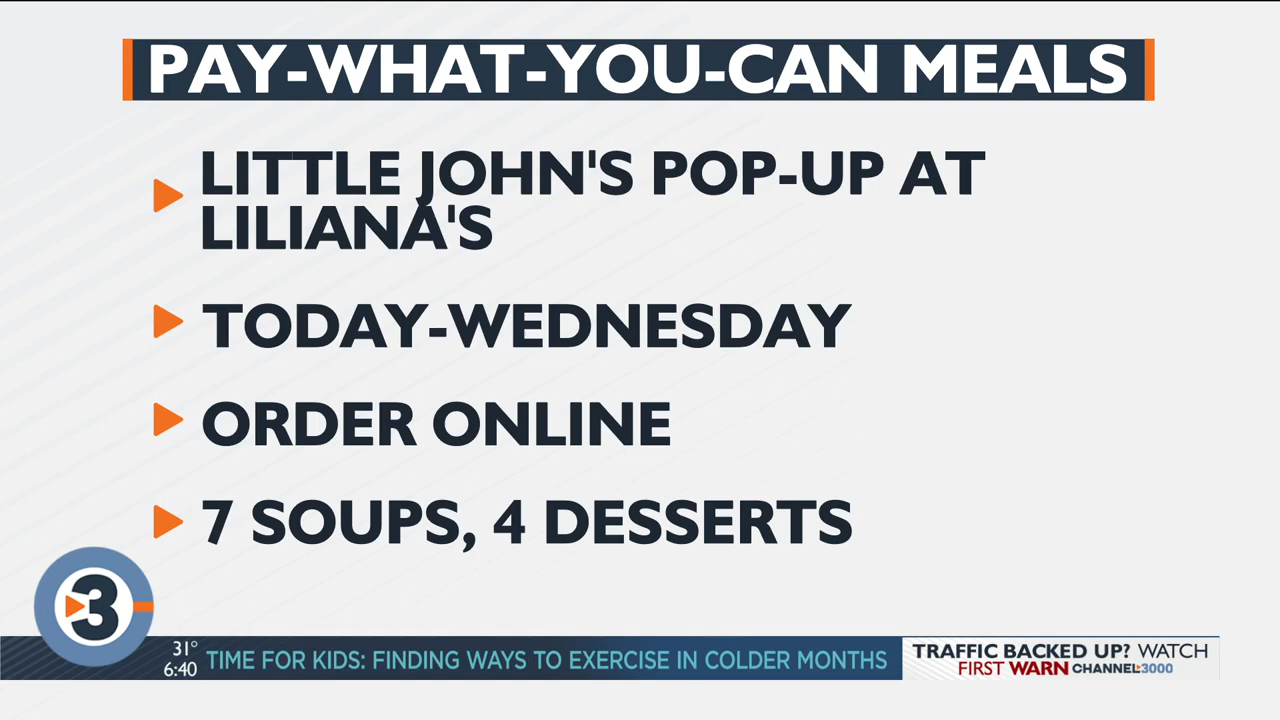 PAY-WHAT-YOU-CAN MEALS
LITTLE JOHN'S POP-UP AT
LILIANA'S
TODAY-WEDNESDAY
ORDER ONLINE
7 SOUPS, 4 DESSERTS
3
31°
6:40
TIME FOR KIDS: FINDING WAYS TO EXERCISE IN COLDER MONTHS
TRAFFIC BACKED UP? WATCH
FIRST WARN CHANNEL3000